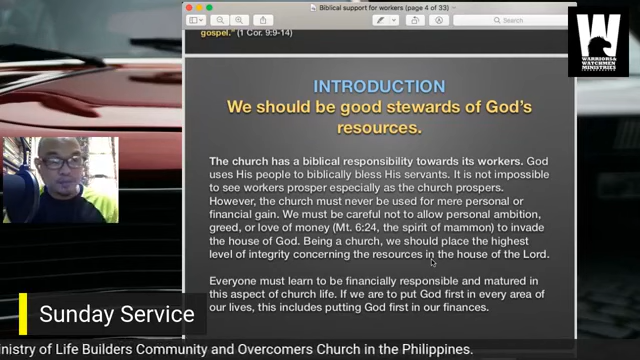 Biblical support for workers (page 4 of 33)
Search
gospel." (1 Cor. 9:9-14)
WARRIORS &
WATCHMEN
MINISTRIES
INTRODUCTION
We should be good stewards of God's
resources.
The church has a biblical responsibility towards its workers. God
uses His people to biblically bless His servants. It is not impossible
to see workers prosper especially as the church prospers.
However, the church must never be used for mere personal or
financial gain. We must be careful not to allow personal ambition,
greed, or love of money (Mt. 6:24, the spirit of mammon) to invade
the house of God. Being a church, we should place the highest
level of integrity concerning the resources in the house of the Lord.
Everyone must learn to be financially responsible and matured in
this aspect of church life. If we are to put God first in every area of
our lives, this includes putting God first in our finances.
Sunday Service
nistry of Life Builders Community and Overcomers Church in the Philippines.